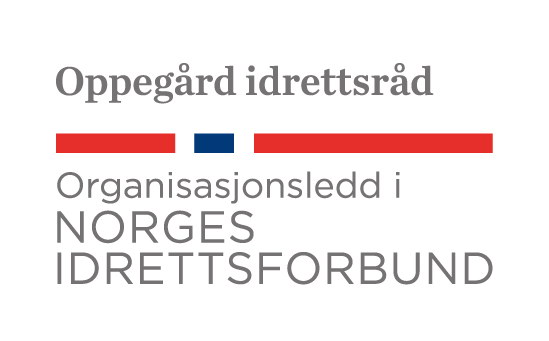 Oppegård idrettsråd
Organisasjonsledd i
NORGES
IDRETTSFORBUND